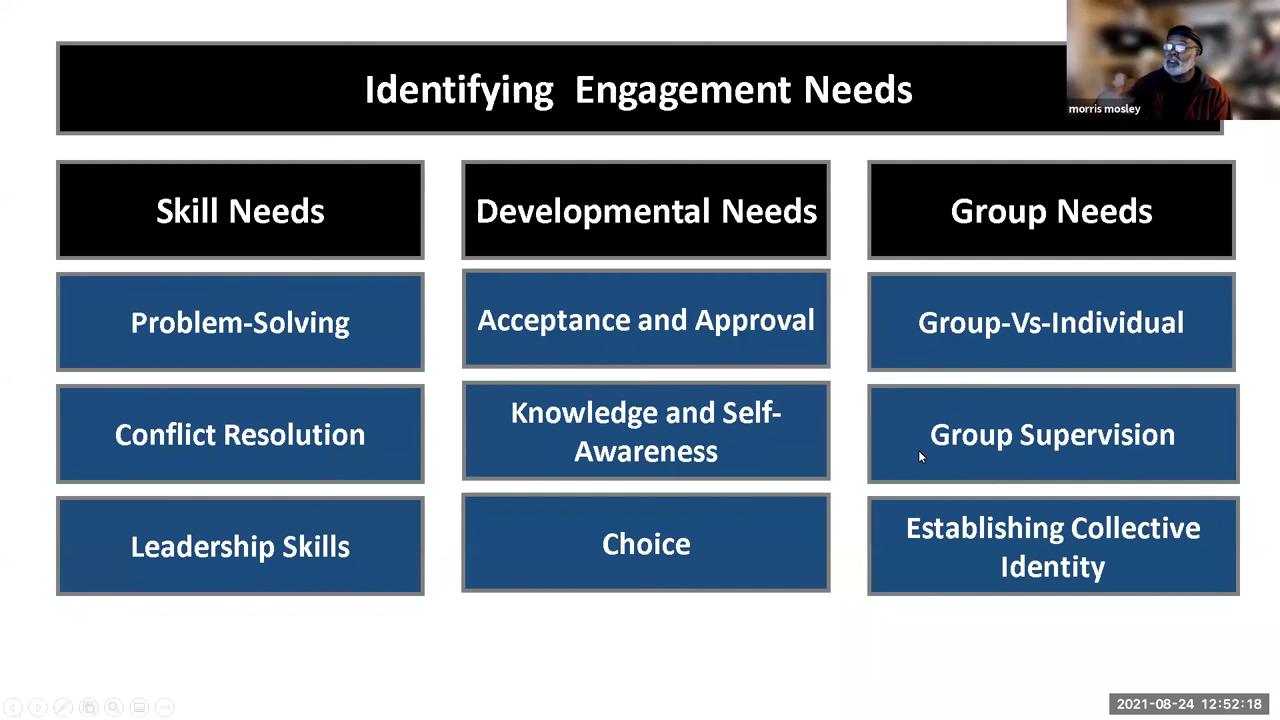 Identifying  Engagement Needs
morris mosley
Skill Needs
Developmental Needs
Group Needs
Problem-Solving
Acceptance and Approval
Group-Vs-Individual
Conflict Resolution
Knowledge and Self-
Awareness
Group Supervision
Leadership Skills
Choice
Establishing Collective
Identity
2021-08-24 12:52:18